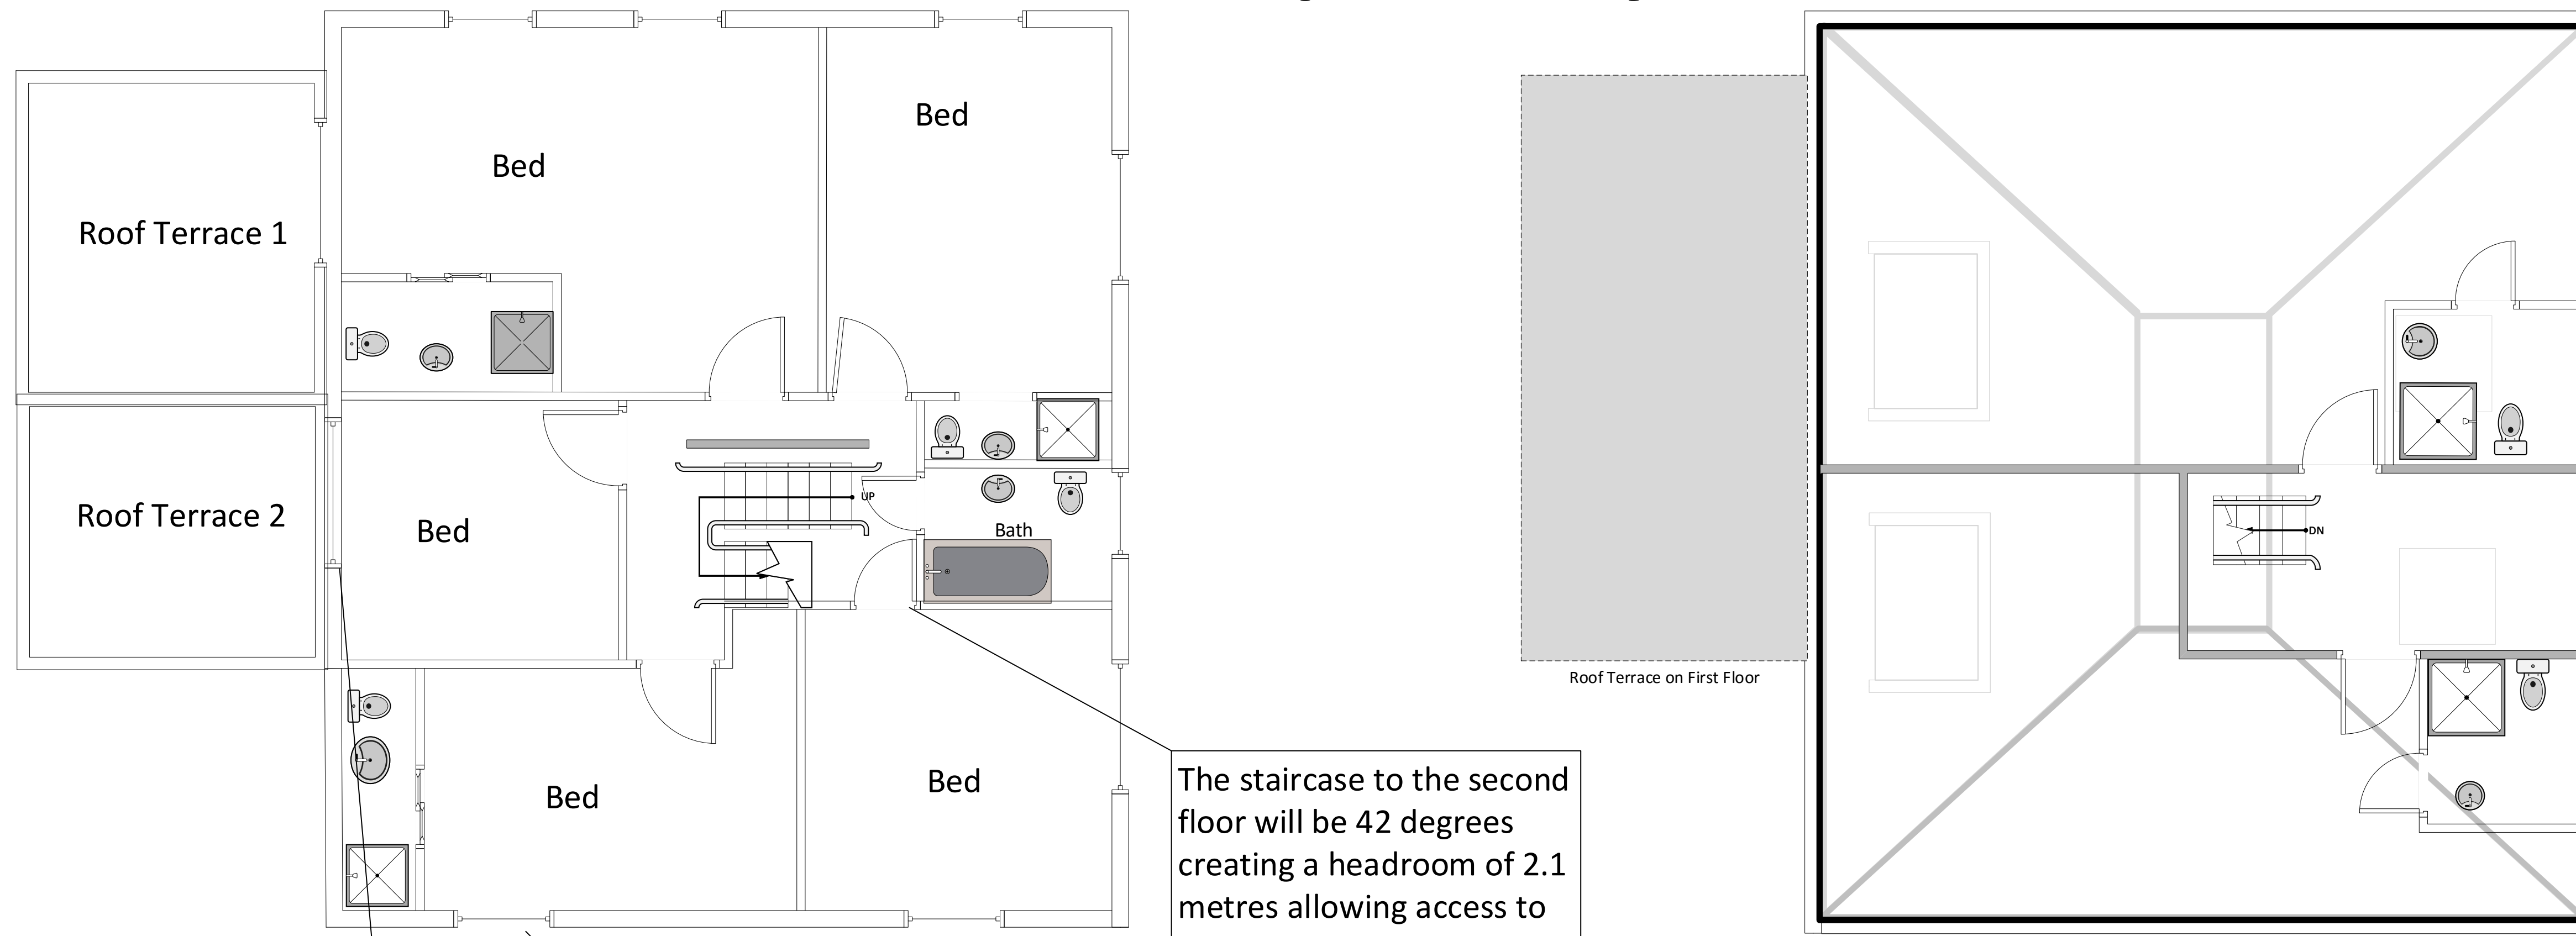 Bed
Bed
Roof Terrace 1
Roof Terrace 2
Bed
UP
Bath
DN
Roof Terrace on First Floor
Bed
Bed
The staircase to the second
floor will be 42 degrees
creating a headroom of 2.1
metres allowing access to